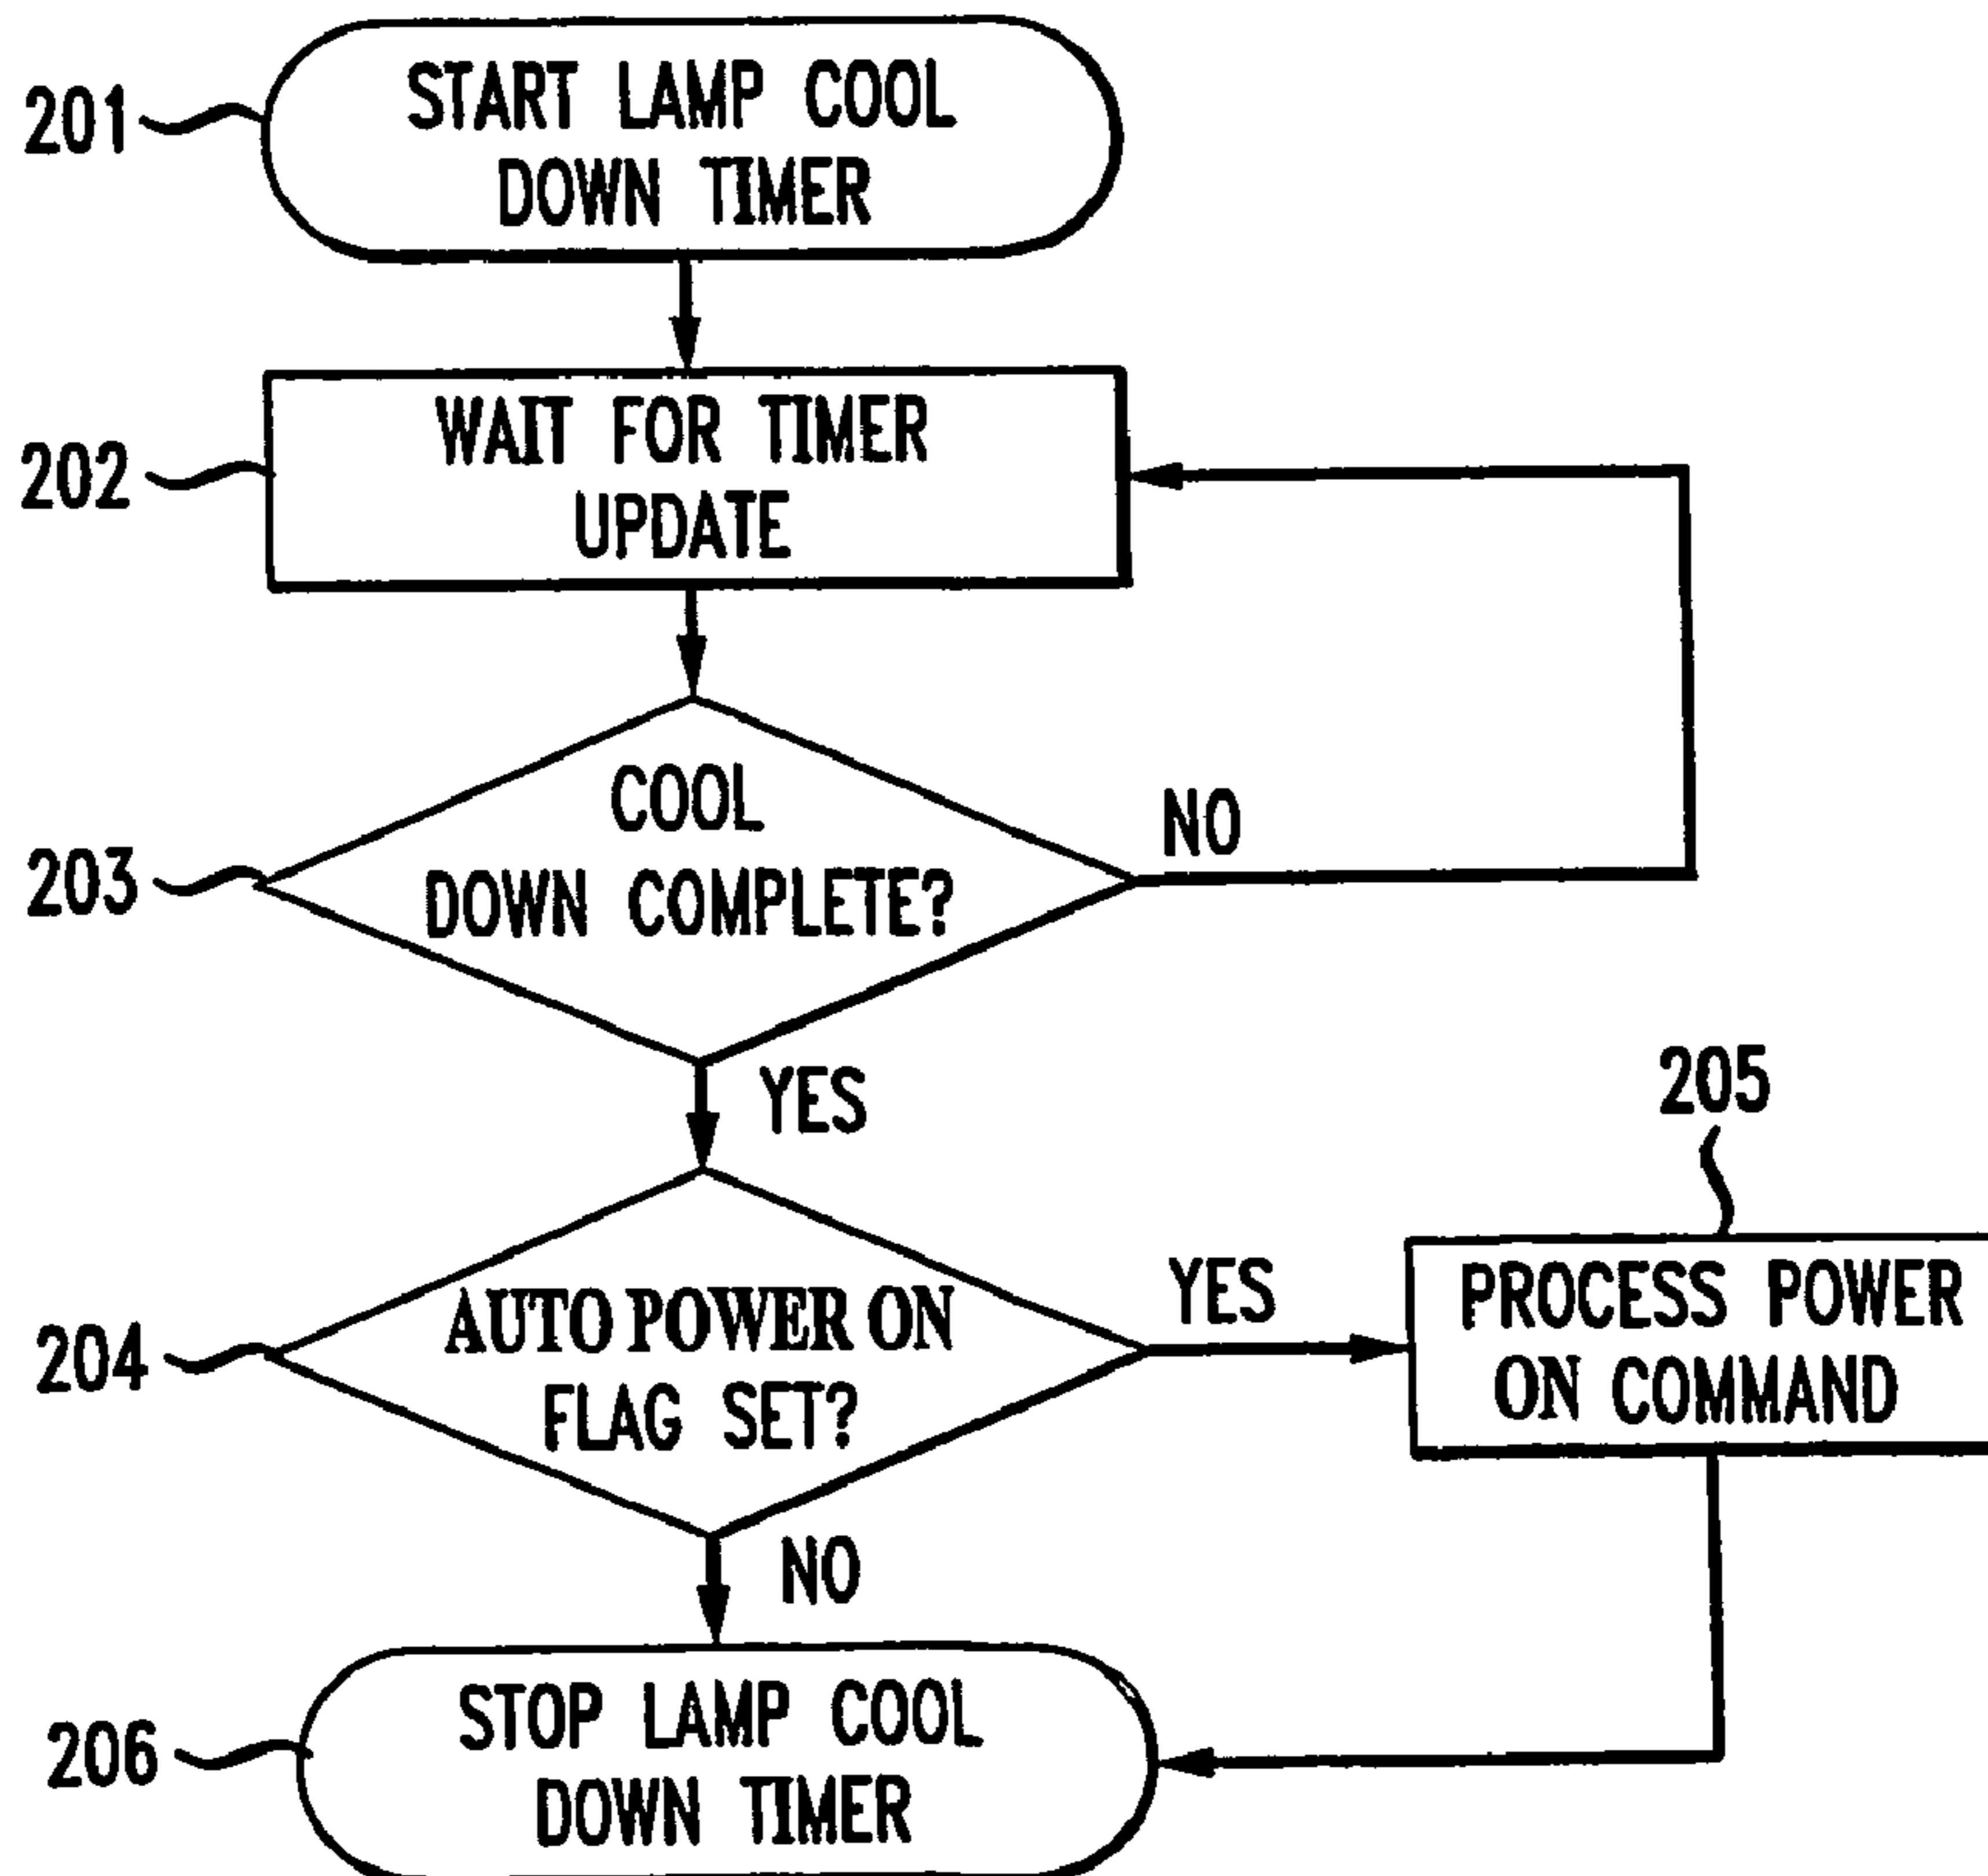 201
START LAMP COOL
DOWN TIMER
202
WAIT FOR TIMER
UPDATE
203
COOL
DOWN COMPLETE?
NO
YES
204
AUTO POWER ON
FLAG SET?
YES
205
PROCESS POWER
ON COMMAND
NO
206
STOP LAMP COOL
DOWN TIMER